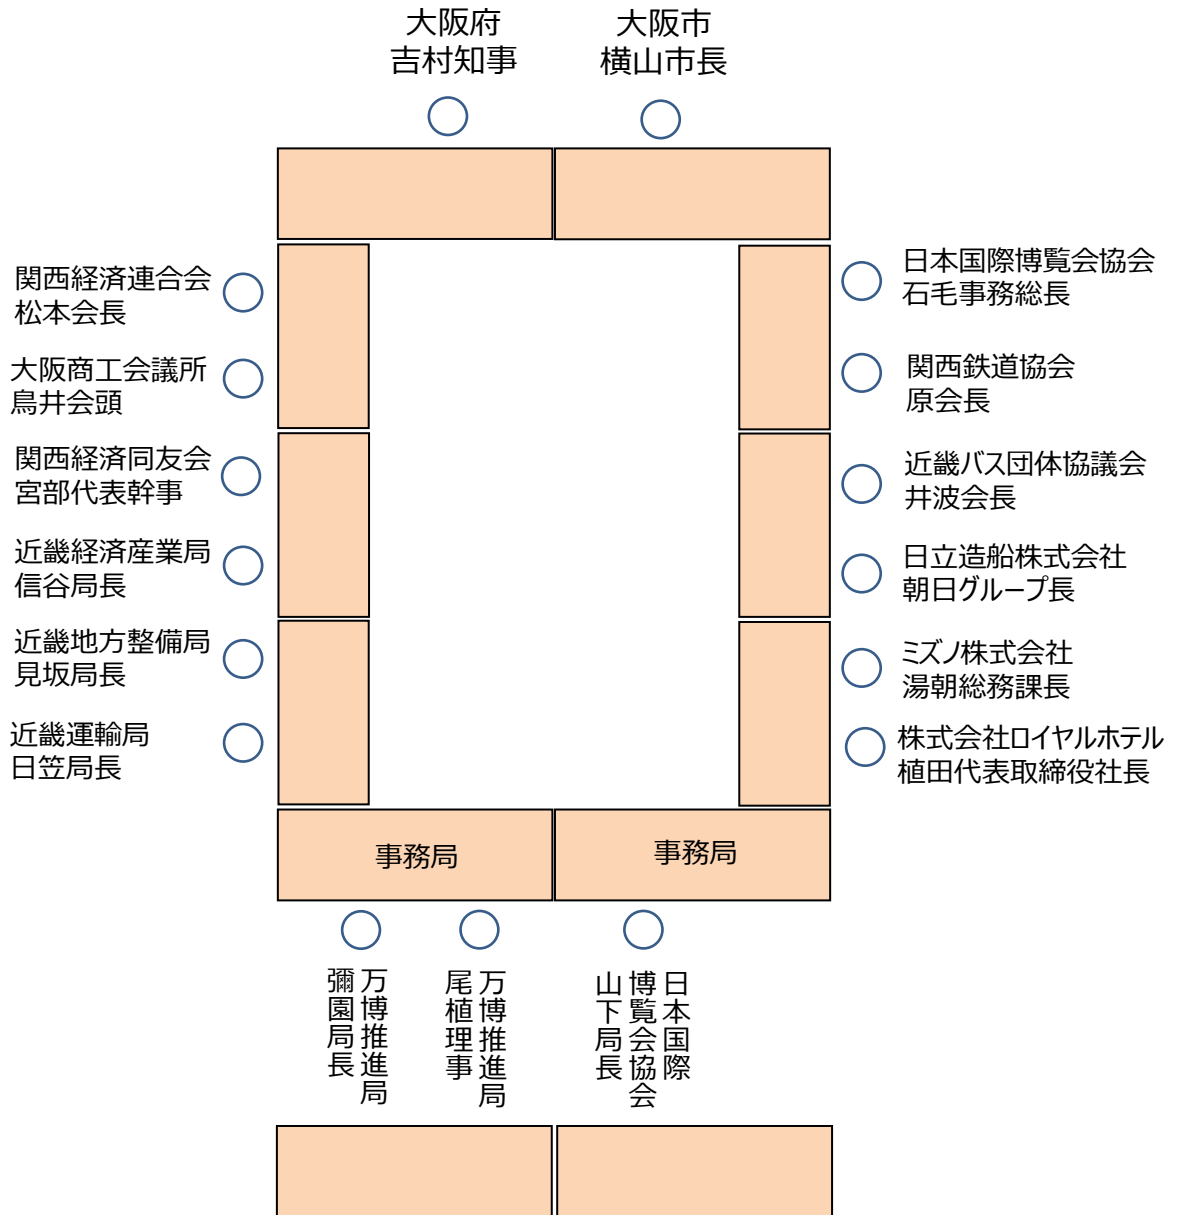 大阪府
吉村知事
大阪市
横山市長
関西経済連合会
松本会長
大阪商工会議所
鳥井会頭
関西経済同友会
宮部代表幹事
近畿経済産業局
信谷局長
近畿地方整備局
見坂局長
近畿運輸局
日笠局長
日本国際博覧会協会
石毛事務総長
関西鉄道協会
原会長
近畿バス団体協議会
井波会長
日立造船株式会社
朝日グループ長
ミズノ株式会社
湯朝総務課長
株式会社ロイヤルホテル
植田代表取締役社長
事務局
事務局
万博推進局
彌園局長
万博推進局
尾植理事
日本国際
博覧会協会
山下局長